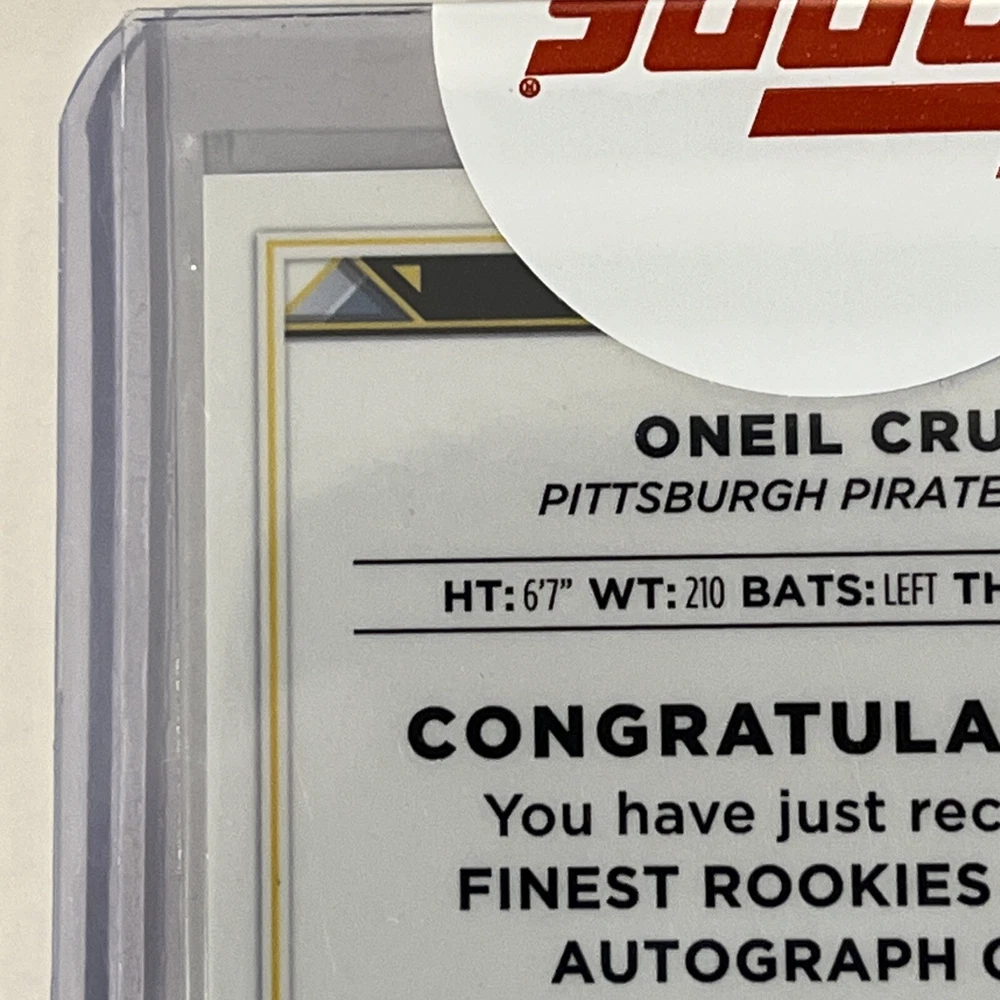 ONEIL CRU
PITTSBURGH PIRATE
HT: 6'7" WT: 210 BATS: LEFT TH
CONGRATULA
You have just rec
FINEST ROOKIES
AUTOGRAPH